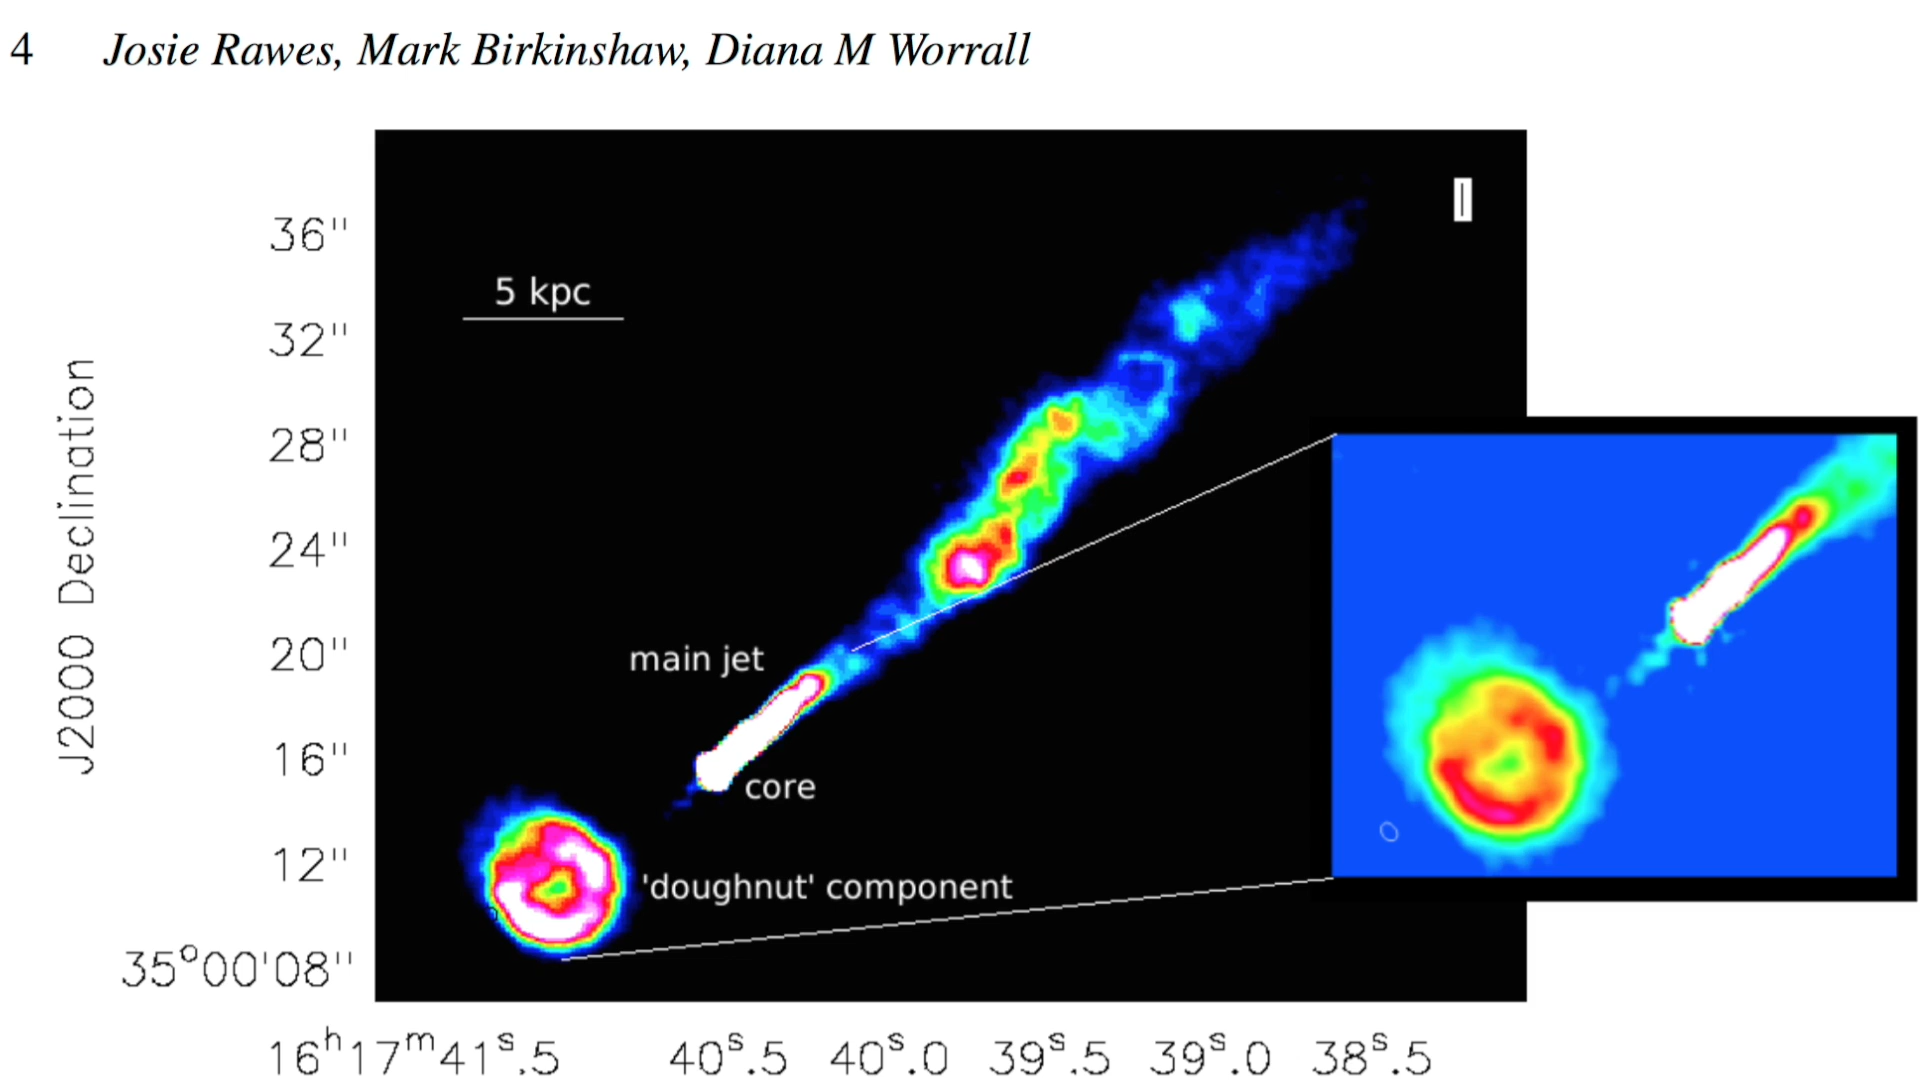 4 Josie Rawes, Mark Birkinshaw, Diana M Worrall
36"
5 kpc
32"
28"
24"
20"
16"
12"
35°00'08"
J2000 Declination
main jet
core
'doughnut' component
16ʰ17ᵐ41ˢ.5 40ˢ.5 40ˢ.0 39ˢ.5 39ˢ.0 38ˢ.5